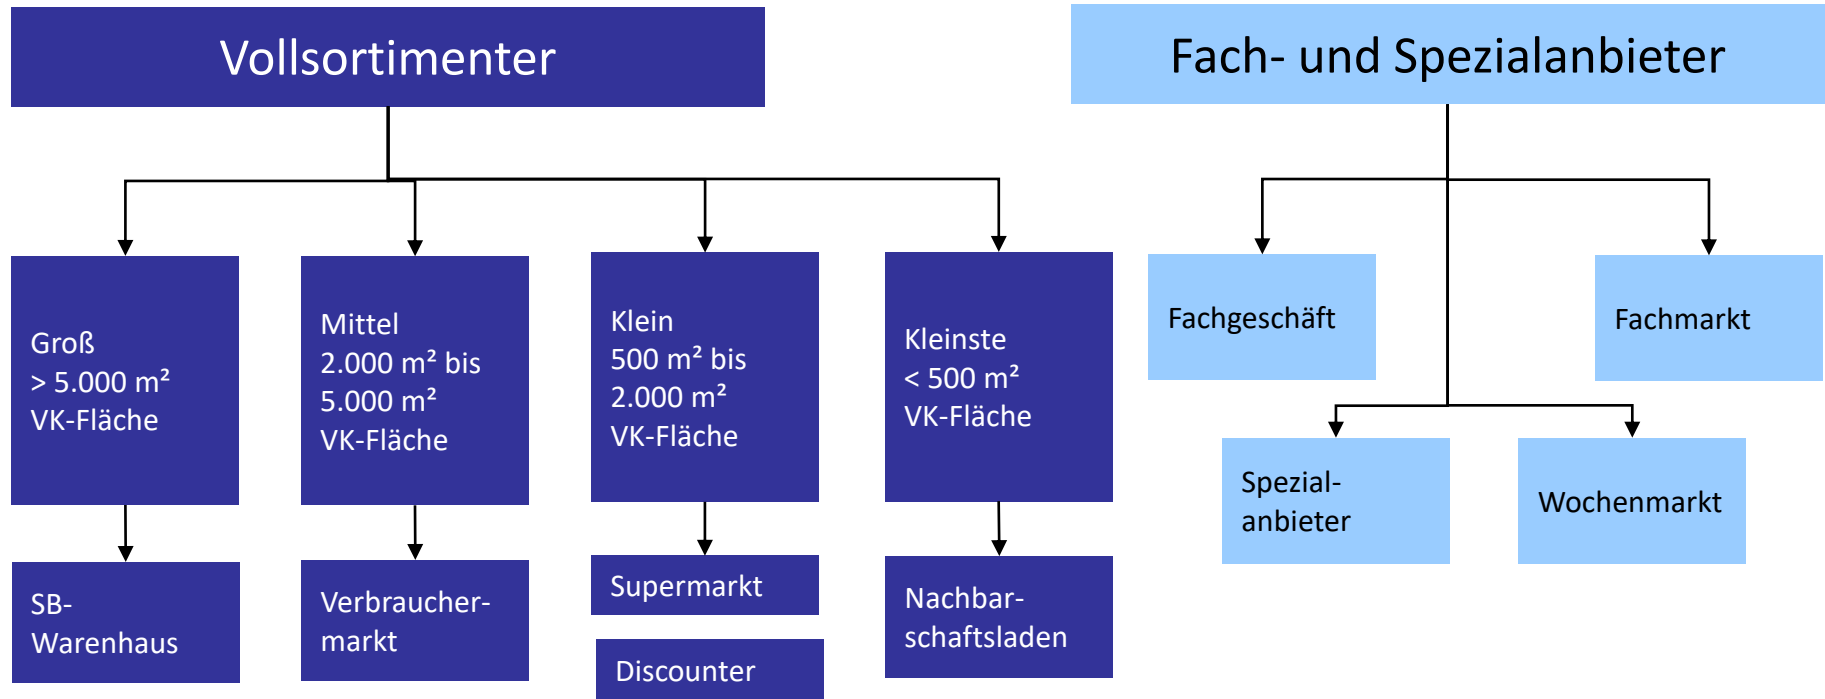 Vollsortimenter
Fach- und Spezialanbieter
Groß
> 5.000 m²
VK-Fläche
Mittel
2.000 m² bis
5.000 m²
VK-Fläche
Klein
500 m² bis
2.000 m²
VK-Fläche
Kleinste
< 500 m²
VK-Fläche
Fachgeschäft
Fachmarkt
Spezial-
anbieter
Wochenmarkt
SB-
Warenhaus
Verbraucher-
markt
Supermarkt
Discounter
Nachbar-
schaftsladen